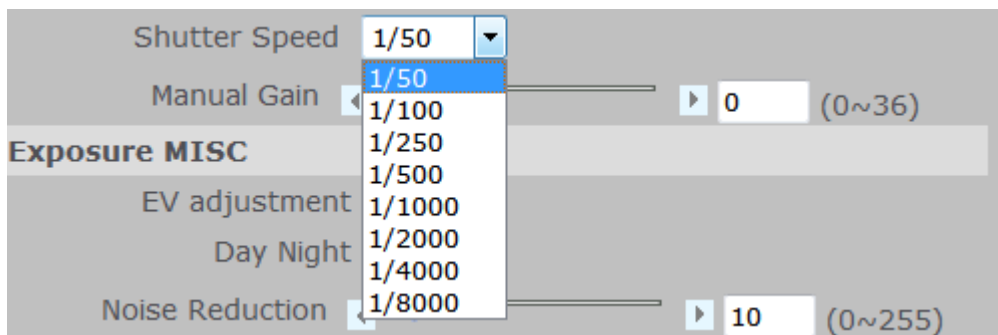 Shutter Speed 1/50
1/50
Manual Gain 0 (0~36)
1/100
1/250
Exposure MISC
1/500
EV adjustment
1/1000
1/2000
Day Night
1/4000
1/8000
Noise Reduction 10 (0~255)